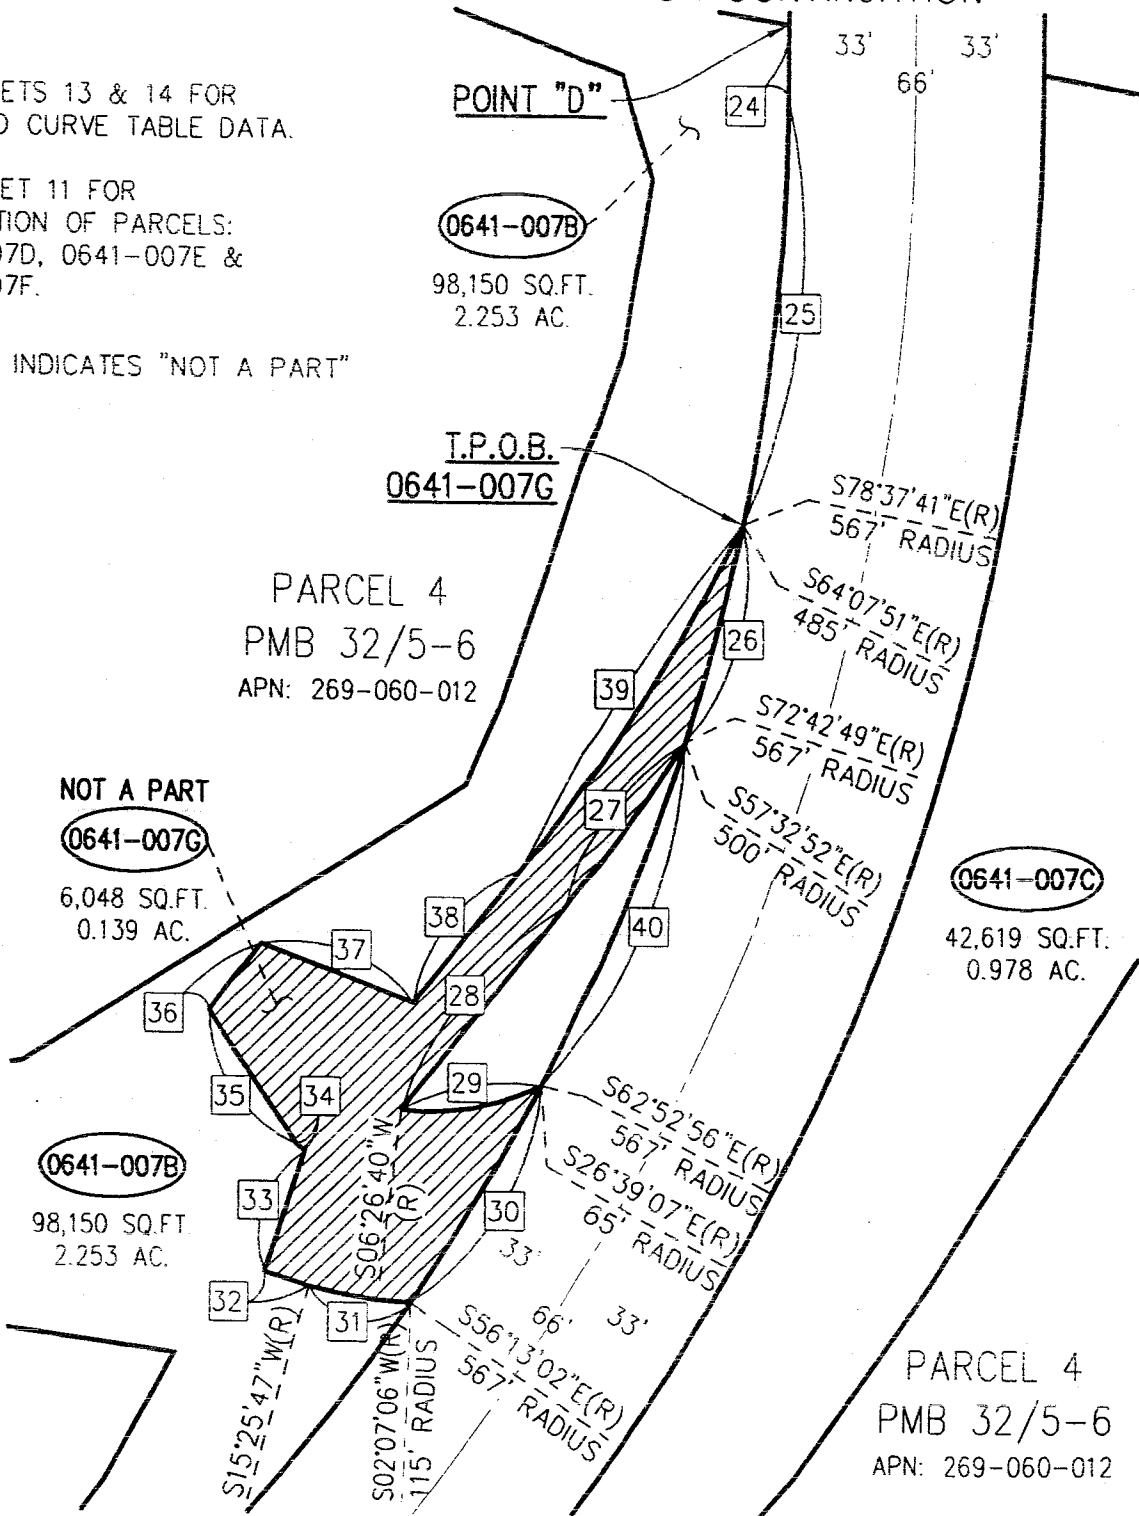 33'
33'
66'
ETS 13 & 14 FOR
CURVE TABLE DATA.
POINT "D"
24
ET 11 FOR
TION OF PARCELS:
07D, 0641-007E &
07F.
0641-007B
98,150 SQ.FT.
2.253 AC.
25
INDICATES "NOT A PART"
T.P.O.B.
0641-007G
S78°37'41"E(R)
567' RADIUS
S64°07'51"E(R)
485' RADIUS
PARCEL 4
PMB 32/5-6
APN: 269-060-012
26
39
S72°42'49"E(R)
567' RADIUS
NOT A PART
0641-007G
6,048 SQ.FT.
0.139 AC.
27
S57°32'52"E(R)
500' RADIUS
0641-007C
42,619 SQ.FT.
0.978 AC.
38
40
37
28
36
35
34
29
S62°52'56"E(R)
567' RADIUS
S26°39'07"E(R)
65' RADIUS
0641-007B
98,150 SQ.FT.
2.253 AC.
33
S06°26'40"W
(R)
30
33'
32
31
66'
33'
S56°13'02"E(R)
567' RADIUS
S15°25'47"W(R)
S02°07'06"W(R)
115' RADIUS
PARCEL 4
PMB 32/5-6
APN: 269-060-012